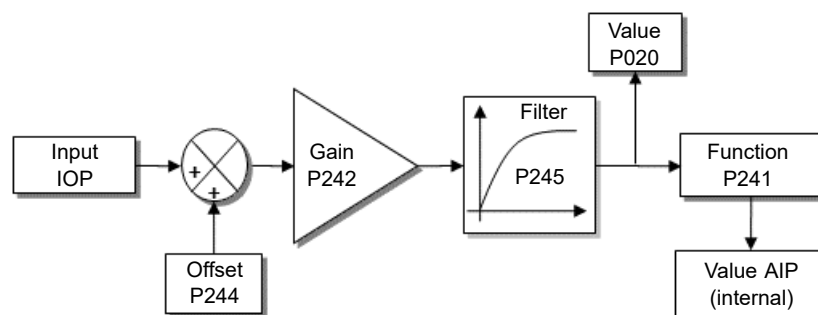 Value
P020
Input
IOP
+
+
Gain
P242
Filter
P245
Function
P241
Offset
P244
Value AIP
(internal)